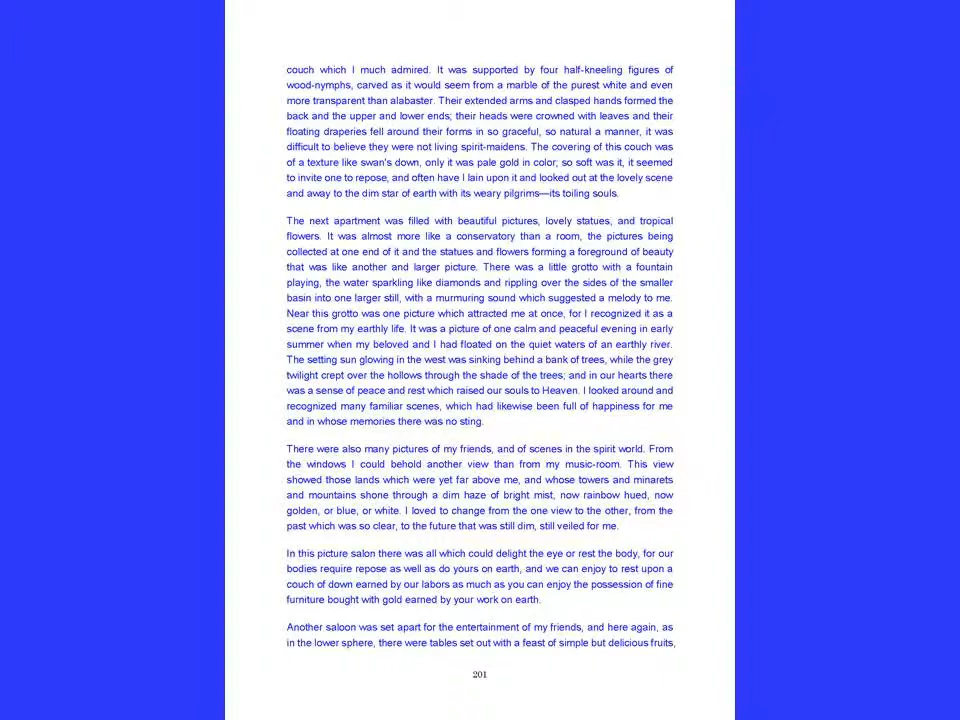 couch which I much admired. It was supported by four half-kneeling figures of
wood-nymphs, carved as it would seem from a marble of the purest white and even
more transparent than alabaster. Their extended arms and clasped hands formed the
back and the upper and lower ends; their heads were crowned with leaves and their
floating draperies fell around their forms in so graceful, so natural a manner, it was
difficult to believe they were not living spirit-maidens. The covering of this couch was
of a texture like swan's down, only it was pale gold in color; so soft was it, it seemed
to invite one to repose, and often have I lain upon it and looked out at the lovely scene
and away to the dim star of earth with its weary pilgrims—its toiling souls.
The next apartment was filled with beautiful pictures, lovely statues, and tropical
flowers. It was almost more like a conservatory than a room, the pictures being
collected at one end of it and the statues and flowers forming a foreground of beauty
that was like another and larger picture. There was a little grotto with a fountain
playing, the water sparkling like diamonds and rippling over the sides of the smaller
basin into one larger still, with a murmuring sound which suggested a melody to me.
Near this grotto was one picture which attracted me at once, for I recognized it as a
scene from my earthly life. It was a picture of one calm and peaceful evening in early
summer when my beloved and I had floated on the quiet waters of an earthly river.
The setting sun glowing in the west was sinking behind a bank of trees, while the grey
twilight crept over the hollows through the shade of the trees; and in our hearts there
was a sense of peace and rest which raised our souls to Heaven. I looked around and
recognized many familiar scenes, which had likewise been full of happiness for me
and in whose memories there was no sting.
There were also many pictures of my friends, and of scenes in the spirit world. From
the windows I could behold another view than from my music-room. This view
showed those lands which were yet far above me, and whose towers and minarets
and mountains shone through a dim haze of bright mist, now rainbow hued, now
golden, or blue, or white. I loved to change from the one view to the other, from the
past which was so clear, to the future that was still dim, still veiled for me.
In this picture salon there was all which could delight the eye or rest the body, for our
bodies require repose as well as do yours on earth, and we can enjoy to rest upon a
couch of down earned by our labors as much as you can enjoy the possession of fine
furniture bought with gold earned by your work on earth.
Another saloon was set apart for the entertainment of my friends, and here again, as
in the lower sphere, there were tables set out with a feast of simple but delicious fruits,
201